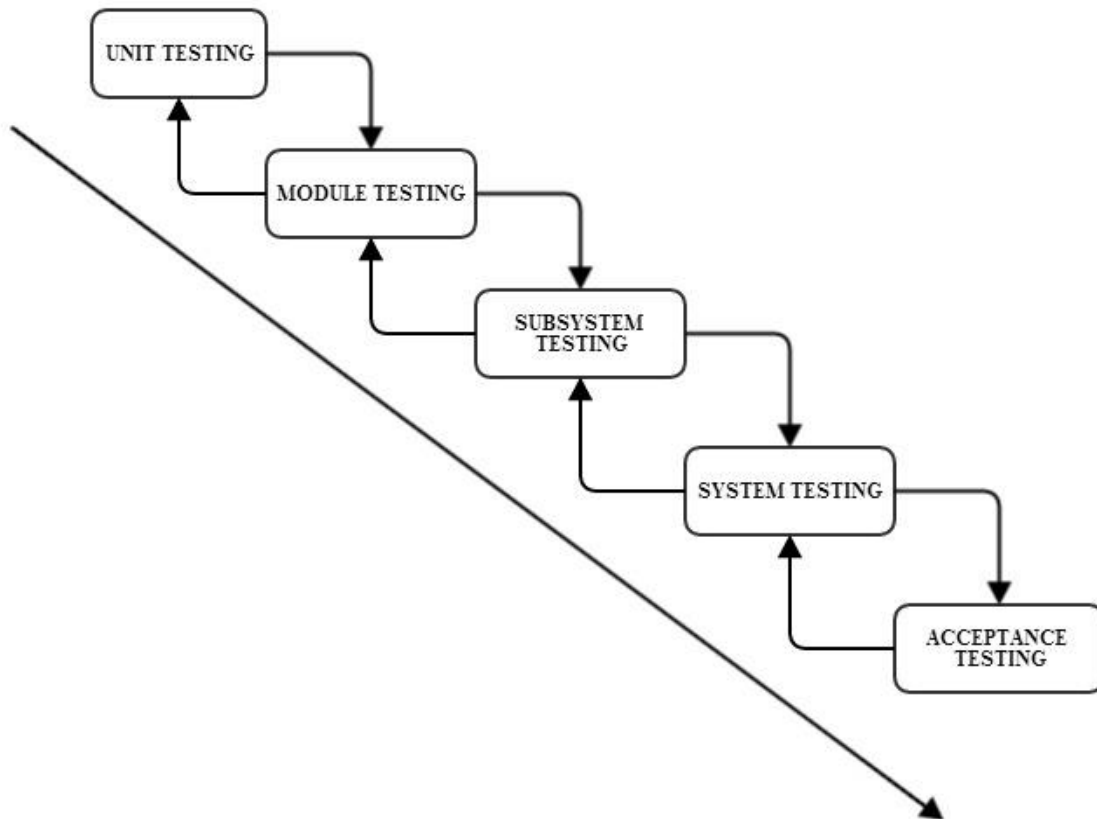 UNIT TESTING
MODULE TESTING
SUBSYSTEM
TESTING
SYSTEM TESTING
ACCEPTANCE
TESTING